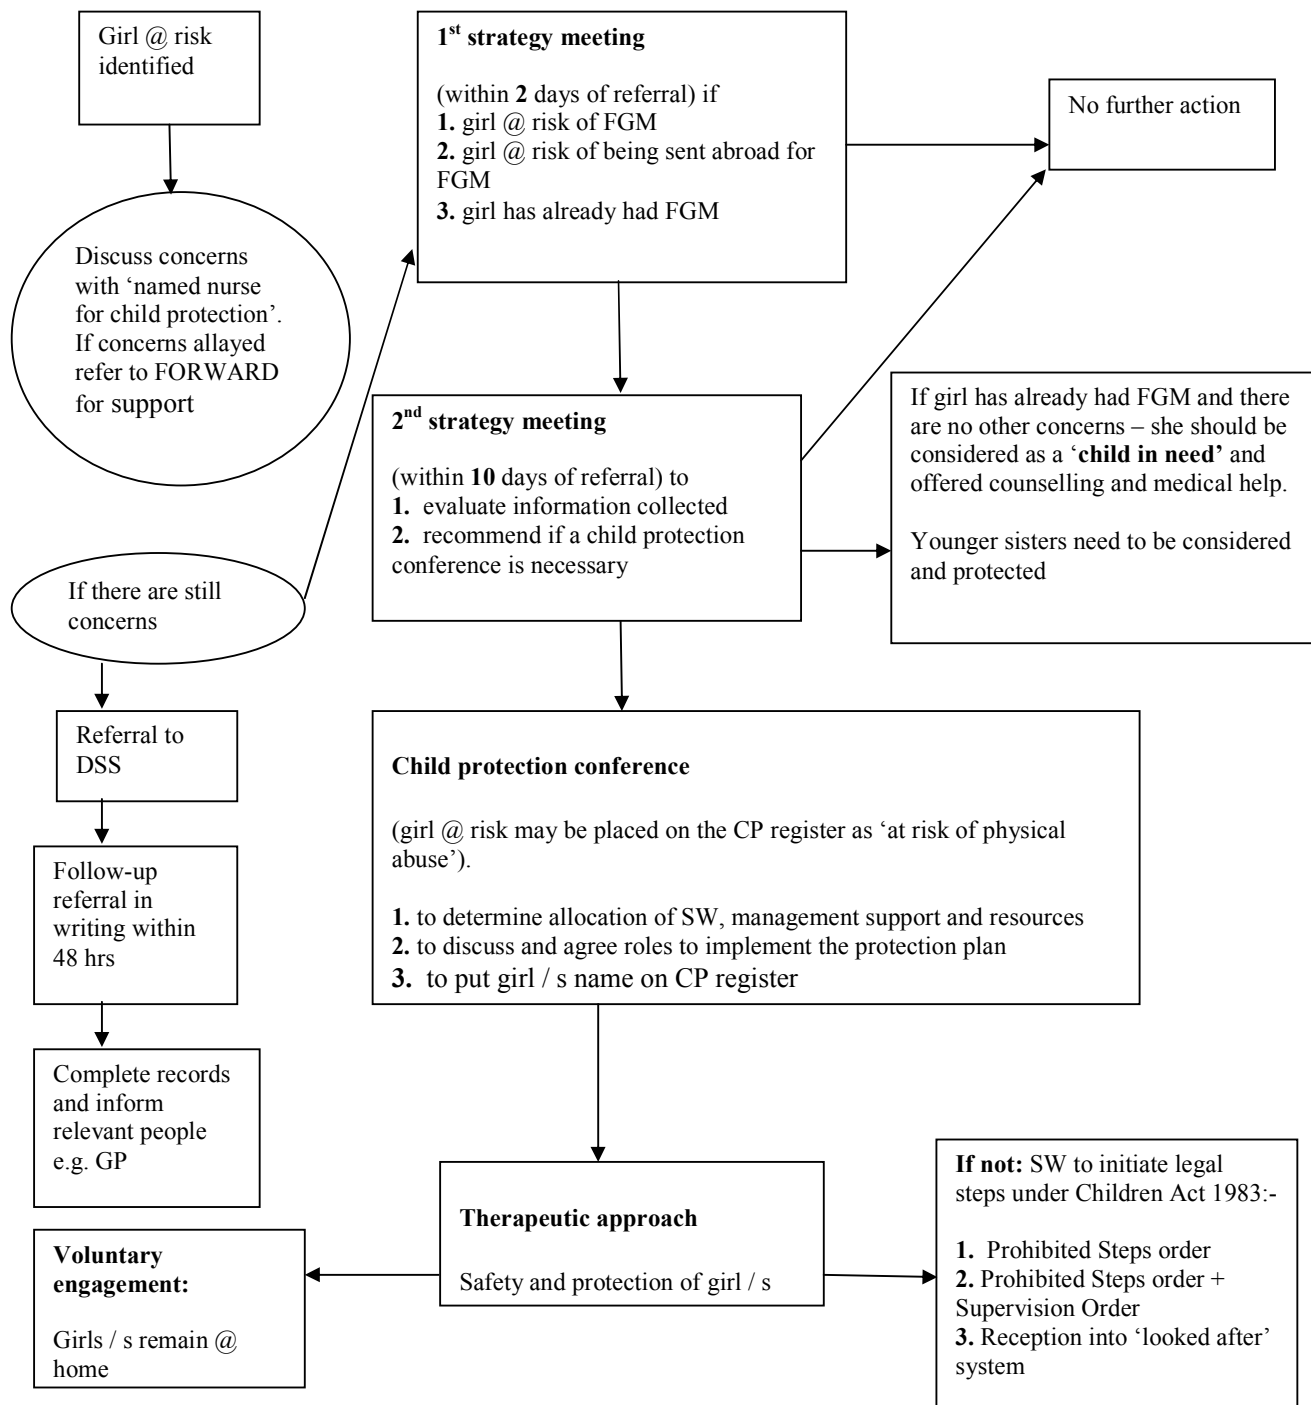 Girl @ risk
identified
Discuss concerns
with ‘named nurse
for child protection’.
If concerns allayed
refer to FORWARD
for support
If there are still
concerns
Referral to
DSS
Follow-up
referral in
writing within
48 hrs
Complete records
and inform
relevant people
e.g. GP
1st strategy meeting
(within 2 days of referral) if
1. girl @ risk of FGM
2. girl @ risk of being sent abroad for
FGM
3. girl has already had FGM
No further action
2nd strategy meeting
(within 10 days of referral) to
1. evaluate information collected
2. recommend if a child protection
conference is necessary
If girl has already had FGM and there
are no other concerns – she should be
considered as a ‘child in need’ and
offered counselling and medical help.
Younger sisters need to be considered
and protected
Child protection conference
(girl @ risk may be placed on the CP register as ‘at risk of physical
abuse’).
1. to determine allocation of SW, management support and resources
2. to discuss and agree roles to implement the protection plan
3. to put girl / s name on CP register
Therapeutic approach
Safety and protection of girl / s
Voluntary
engagement:
Girls / s remain @
home
If not: SW to initiate legal
steps under Children Act 1983:-
1. Prohibited Steps order
2. Prohibited Steps order +
Supervision Order
3. Reception into ‘looked after’
system